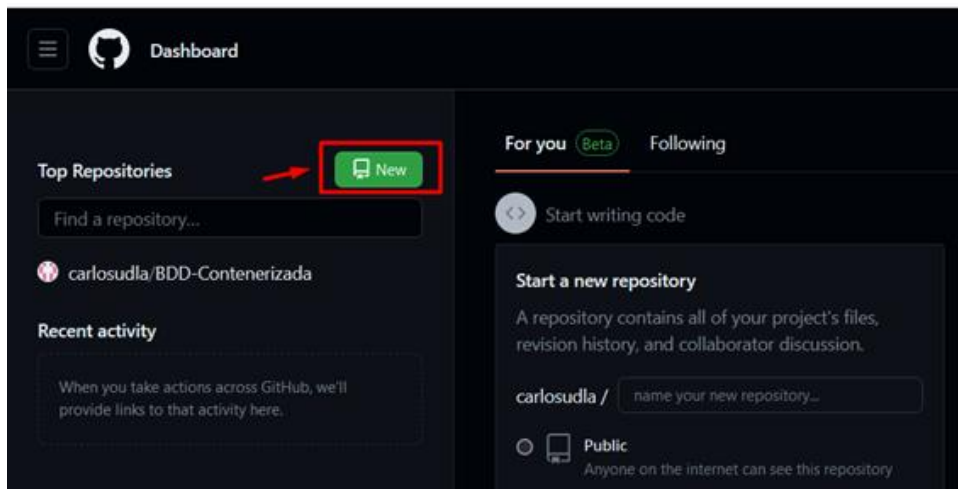 Dashboard
Top Repositories
New
Find a repository...
carlosudla/BDD-Contenerizada
Recent activity
When you take actions across GitHub, we'll
provide links to that activity here.
For you Beta Following
Start writing code
Start a new repository
A repository contains all of your project's files,
revision history, and collaborator discussion.
carlosudla / name your new repository...
Public
Anyone on the internet can see this repository